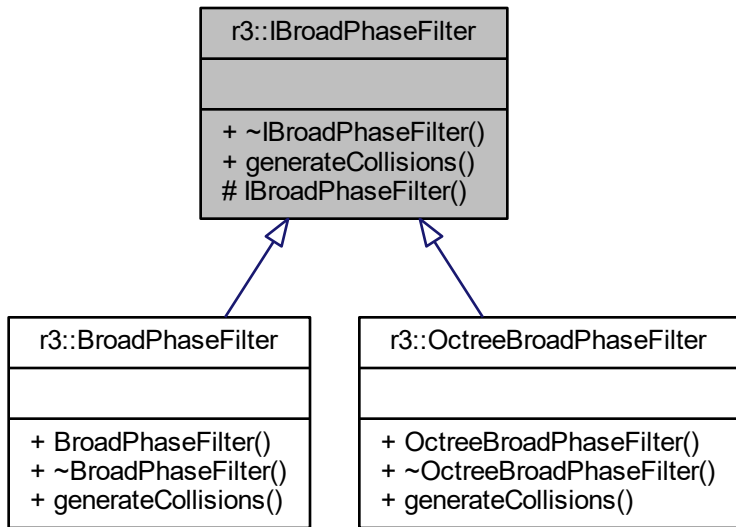 r3::IBroadPhaseFilter
+ ~IBroadPhaseFilter()
+ generateCollisions()
# IBroadPhaseFilter()
r3::BroadPhaseFilter
+ BroadPhaseFilter()
+ ~BroadPhaseFilter()
+ generateCollisions()
r3::OctreeBroadPhaseFilter
+ OctreeBroadPhaseFilter()
+ ~OctreeBroadPhaseFilter()
+ generateCollisions()